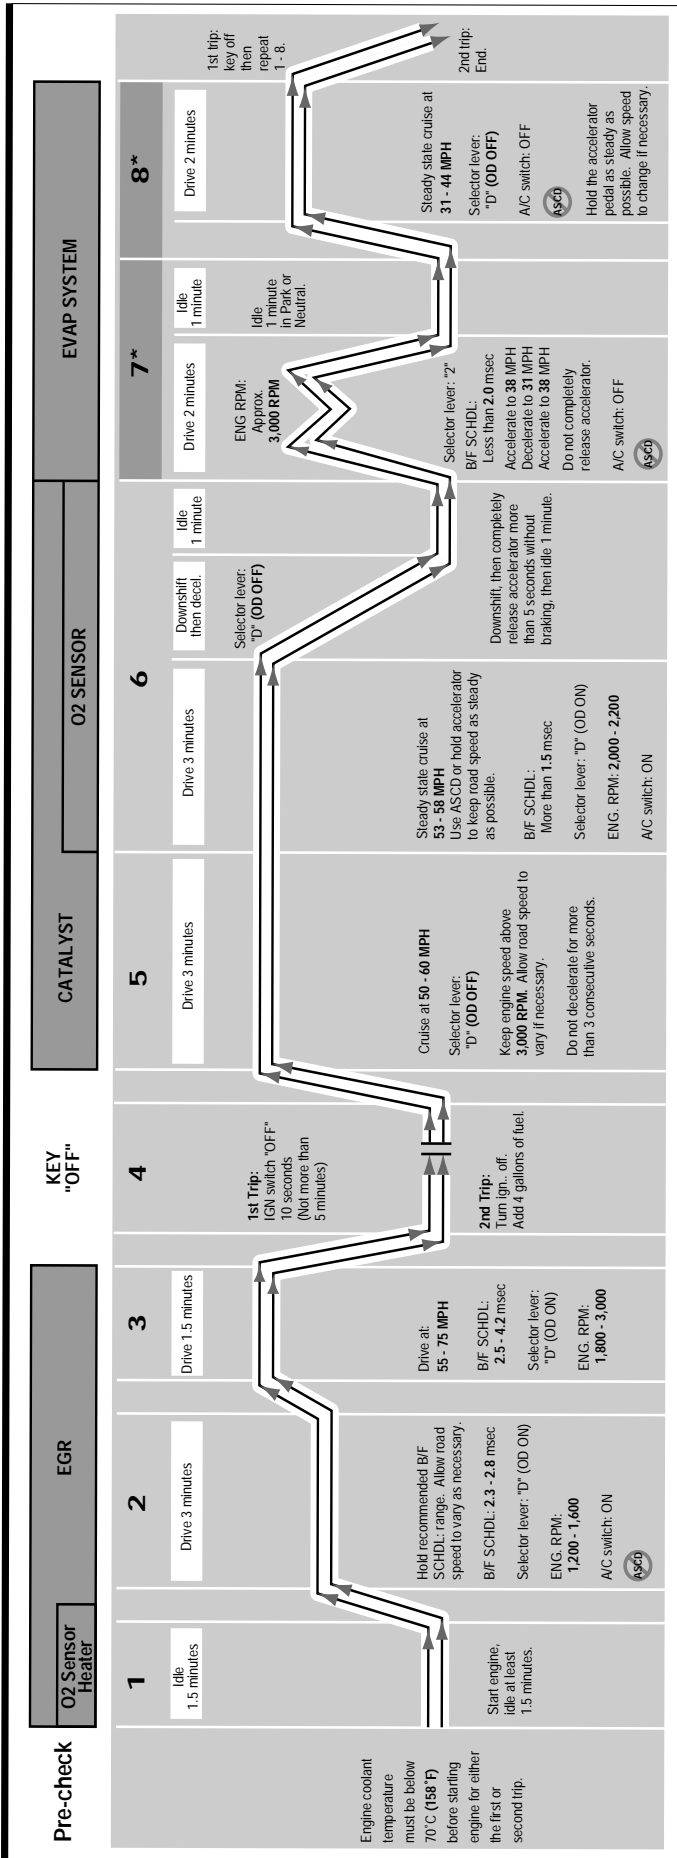 Pre-check
EGR
O2 Sensor
Heater
KEY
"OFF"
CATALYST
O2 SENSOR
EVAP SYSTEM
Engine coolant
temperature
must be below
70˚C (158˚F)
before starting
engine for either
the first or
second trip.
1
Idle
1.5 minutes
Start engine,
idle at least
1.5 minutes.
2
Drive 3 minutes
Hold recommended B/F
SCHDL: range. Allow road
speed to vary as necessary.
B/F SCHDL: 2.3 - 2.8 msec
Selector lever: "D" (OD ON)
ENG. RPM:
1,200 - 1,600
A/C switch: ON
ASCD
3
Drive 1.5 minutes
Drive at:
55 - 75 MPH
B/F SCHDL:
2.5 - 4.2 msec
Selector lever:
"D" (OD ON)
ENG. RPM:
1,800 - 3,000
4
1st Trip:
IGN switch "OFF"
10 seconds
(Not more than
5 minutes)
2nd Trip:
Turn ign.. off.
Add 4 gallons of fuel.
5
Drive 3 minutes
Cruise at 50 - 60 MPH
Selector lever:
"D" (OD OFF)
Keep engine speed above
3,000 RPM. Allow road speed to
vary if necessary.
Do not decelerate for more
than 3 consecutive seconds.
6
Drive 3 minutes
Steady state cruise at
53 - 58 MPH
Use ASCD or hold accelerator
to keep road speed as steady
as possible.
B/F SCHDL:
More than 1.5 msec
Selector lever: "D" (OD ON)
ENG. RPM: 2,000 - 2,200
A/C switch: ON
Downshift
then decel.
Selector lever:
"D" (OD OFF)
Idle
1 minute
Downshift, then completely
release accelerator more
than 5 seconds without
braking, then idle 1 minute.
7*
Drive 2 minutes
ENG RPM:
Approx.
3,000 RPM
Selector lever: "2"
B/F SCHDL:
Less than 2.0 msec
Accelerate to 38 MPH
Decelerate to 31 MPH
Accelerate to 38 MPH
Do not completely
release accelerator.
A/C switch: OFF
ASCD
Idle
1 minute
Idle
1 minute
in Park or
Neutral.
8*
Drive 2 minutes
Steady state cruise at
31 - 44 MPH
Selector lever:
"D" (OD OFF)
A/C switch: OFF
ASCD
Hold the accelerator
pedal as steady as
possible. Allow speed
to change if necessary.
1st trip:
key off
then
repeat
1 - 8.
2nd trip:
End.